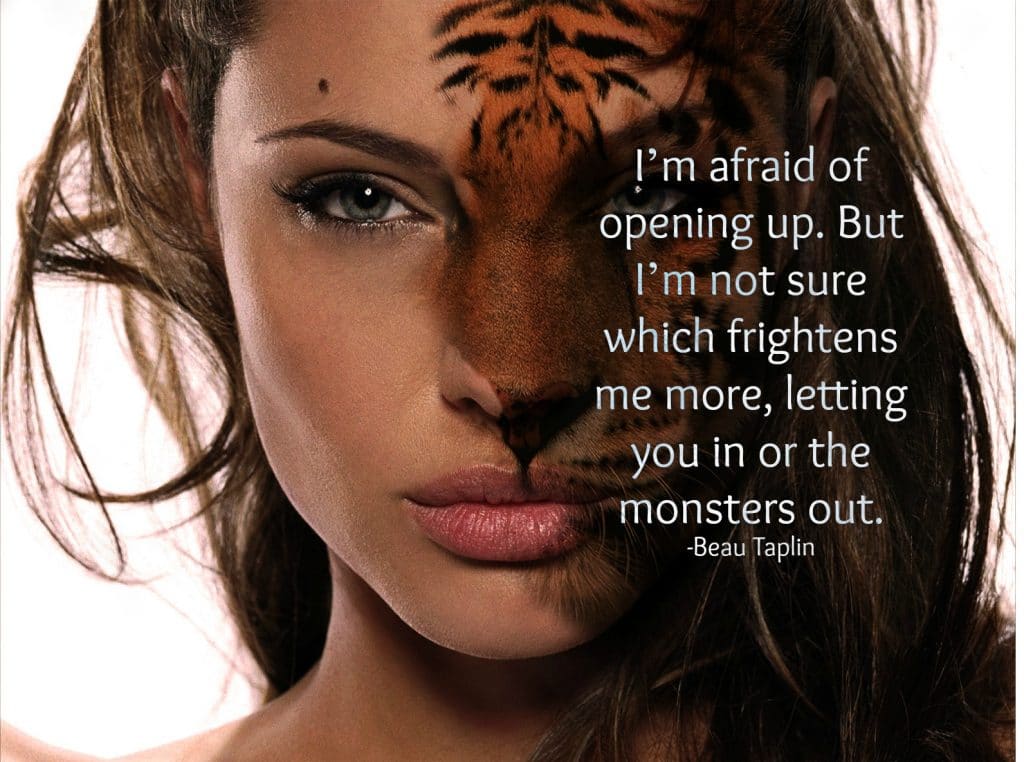 I’m afraid of
opening up. But
I’m not sure
which frightens
me more, letting
you in or the
monsters out.
-Beau Taplin